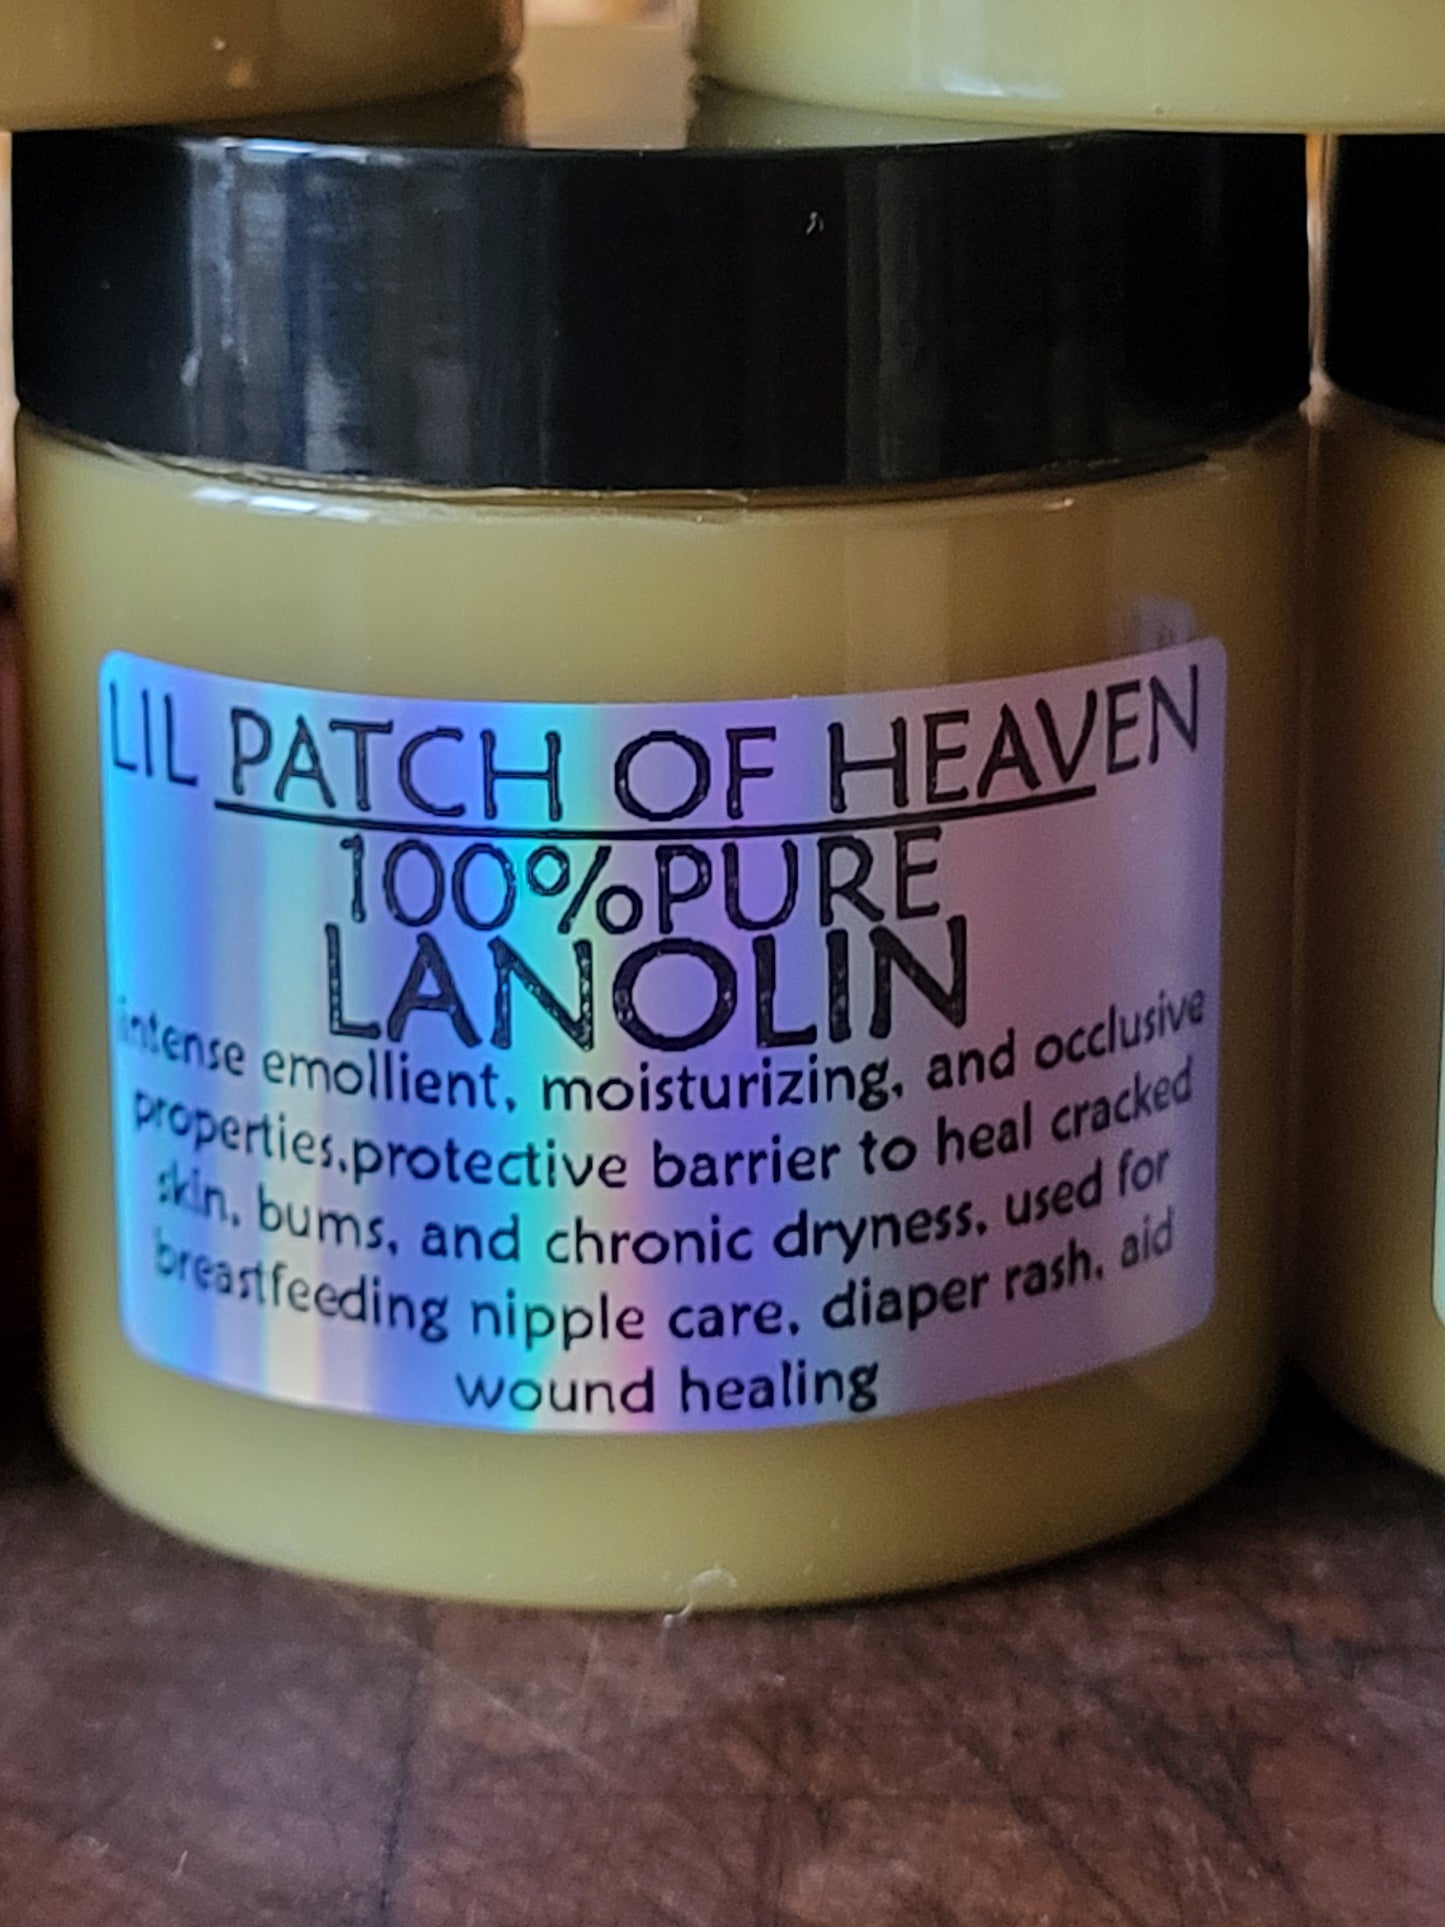 LIL PATCH OF HEAVEN
100%PURE
LANOLIN
intense emollient, moisturizing, and occlusive
properties.protective barrier to heal cracked
skin, bums, and chronic dryness, used for
breastfeeding nipple care, diaper rash, aid
wound healing